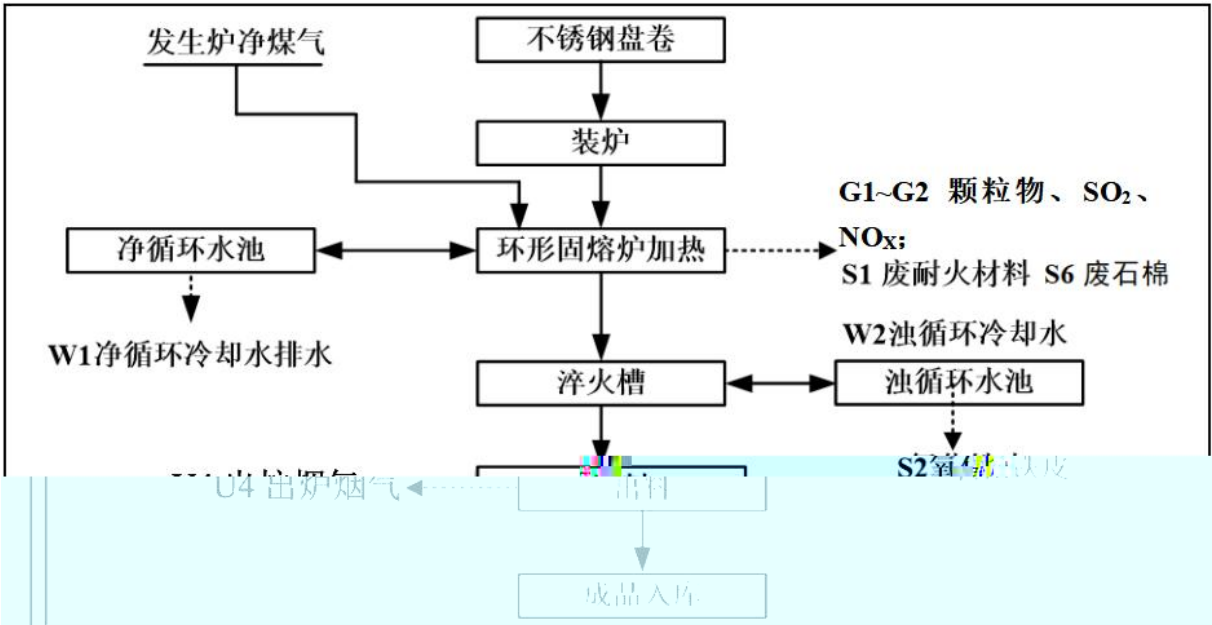 发生炉净煤气
不锈钢盘卷
装炉
G1~G2 颗粒物、SO₂、
NOX;
净循环水池
环形固熔炉加热
S1 废耐火材料 S6 废石棉
W1净循环冷却水排水
W2浊循环冷却水
淬火槽
浊循环水池
S2氧
U4 出炉烟气
出料
成品入库